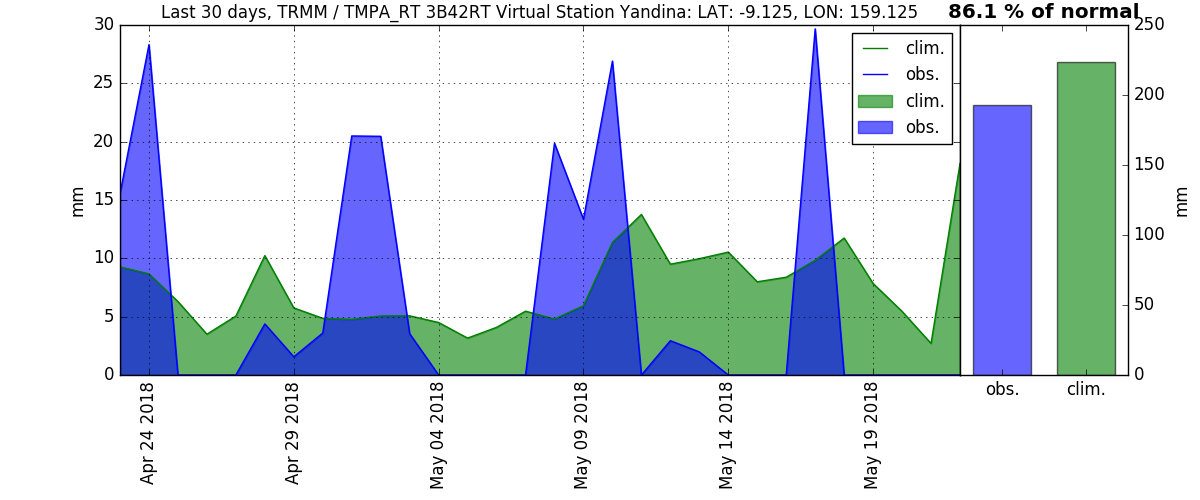 Last 30 days, TRMM / TMPA_RT 3B42RT Virtual Station Yandina: LAT: -9.125, LON: 159.125
86.1 % of normal
30
25
20
15
10
5
0
mm
clim.
obs.
clim.
obs.
Apr 24 2018
Apr 29 2018
May 04 2018
May 09 2018
May 14 2018
May 19 2018
250
200
150
100
50
0
mm
obs.
clim.